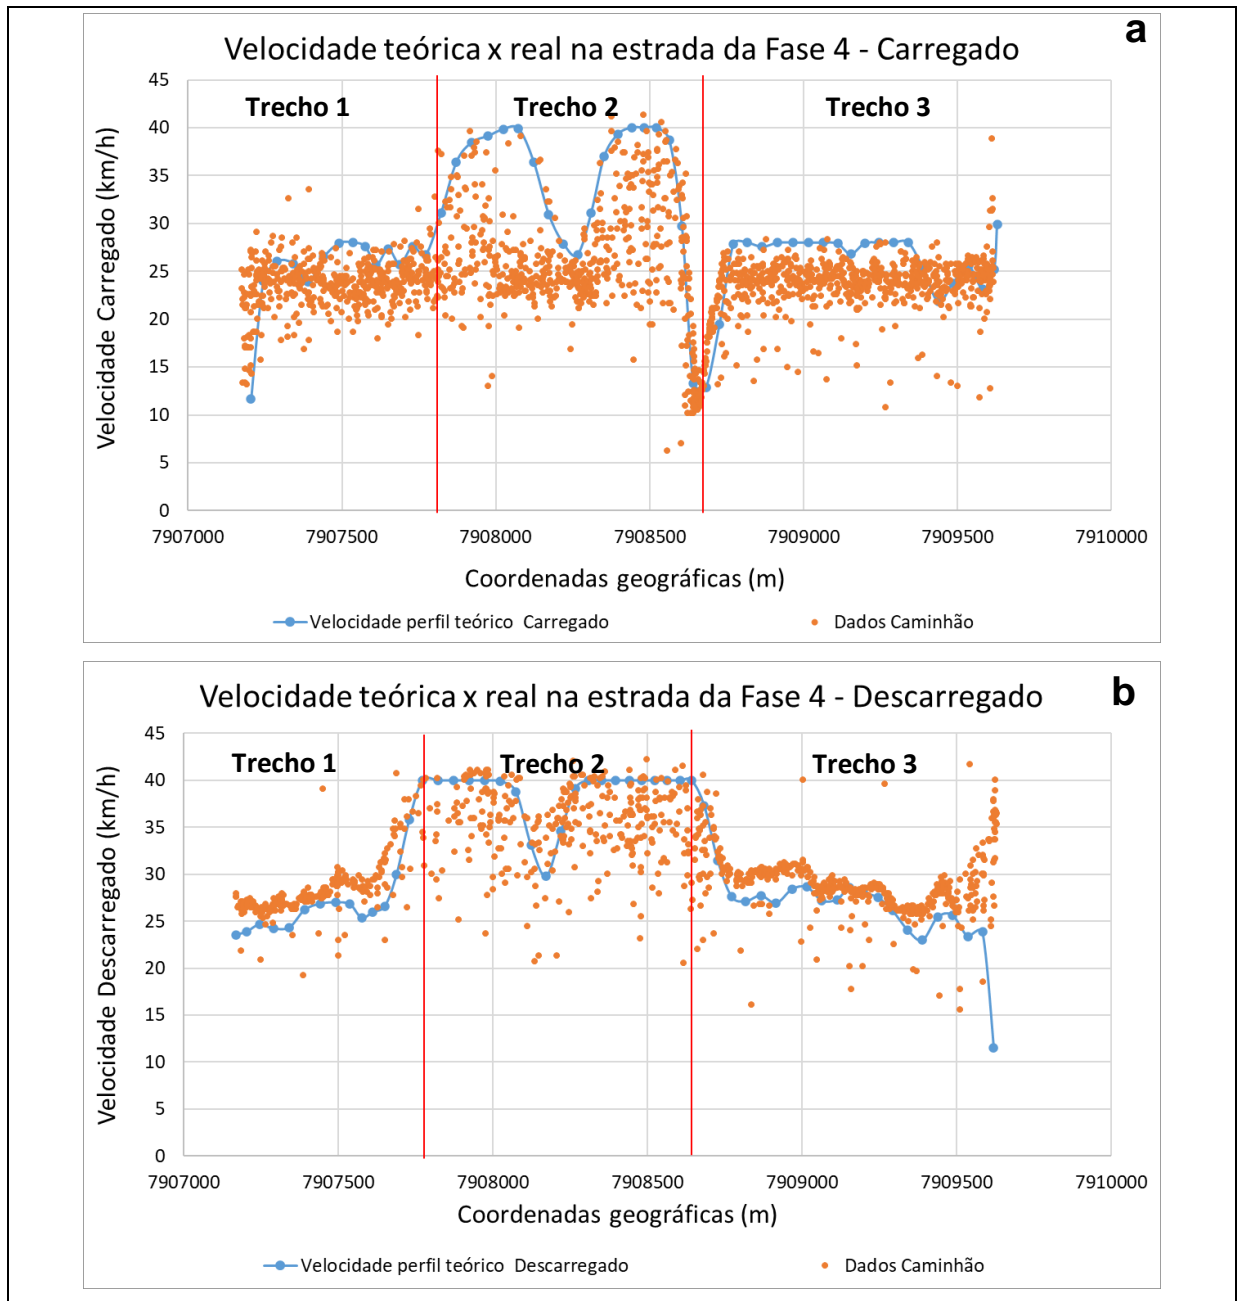 a
Velocidade teórica x real na estrada da Fase 4 - Carregado
Trecho 1 Trecho 2 Trecho 3
Velocidade Carregado (km/h)
45
40
35
30
25
20
15
10
5
0
7907000 7907500 7908000 7908500 7909000 7909500 7910000
Coordenadas geográficas (m)
Velocidade perfil teórico Carregado Dados Caminhão
b
Velocidade teórica x real na estrada da Fase 4 - Descarregado
Trecho 1 Trecho 2 Trecho 3
Velocidade Descarregado (km/h)
45
40
35
30
25
20
15
10
5
0
7907000 7907500 7908000 7908500 7909000 7909500 7910000
Coordenadas geográficas (m)
Velocidade perfil teórico Descarregado Dados Caminhão